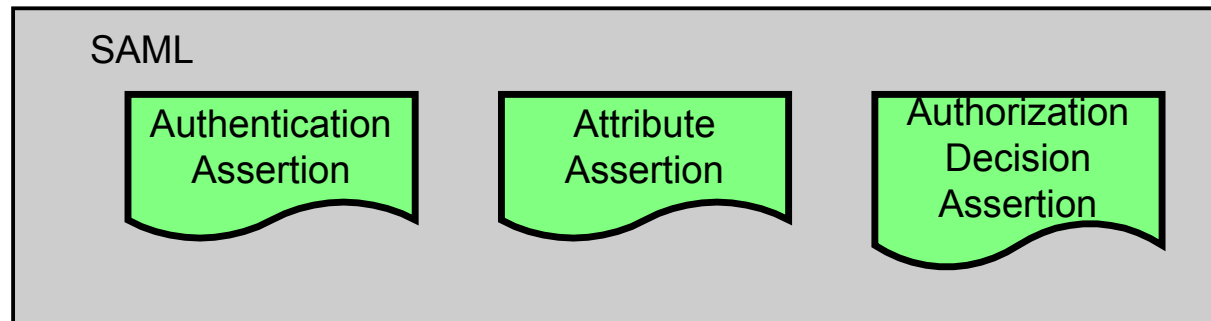 SAML
Authentication
Assertion
Attribute
Assertion
Authorization
Decision
Assertion